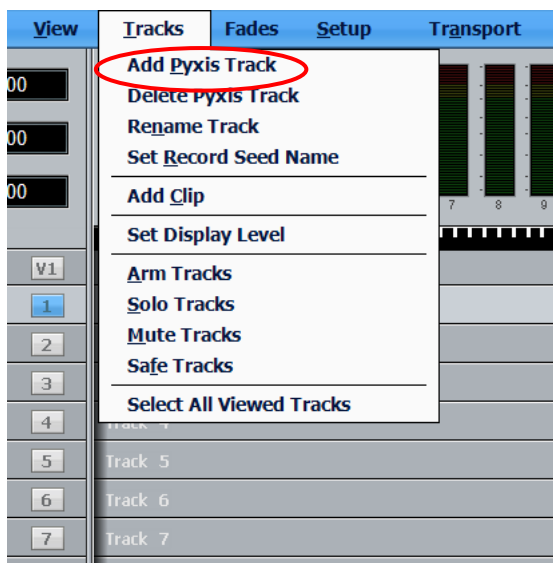 View Tracks Fades Setup Transport
00
00
00
Add Pyxis Track
Delete Pyxis Track
Rename Track
Set Record Seed Name
Add Clip
Set Display Level
Arm Tracks
Solo Tracks
Mute Tracks
Safe Tracks
Select All Viewed Tracks
7 8 9
V1
1
2
3
4 Track 4
5 Track 5
6 Track 6
7 Track 7